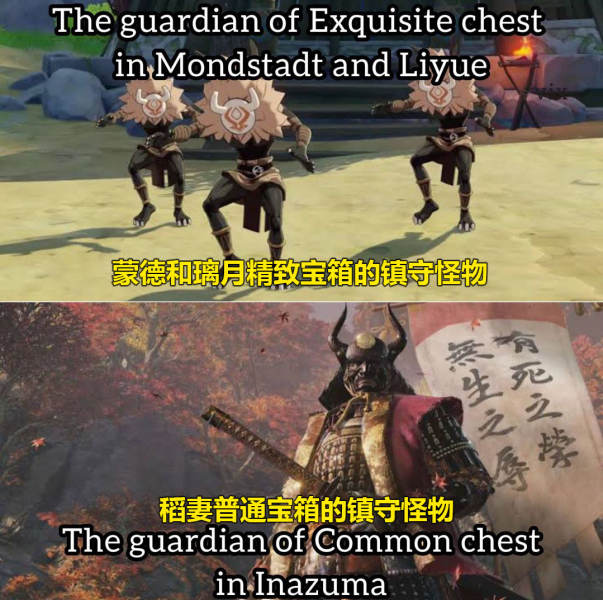 The guardian of Exquisite chest
in Mondstadt and Liyue
蒙德和璃月精致宝箱的镇守怪物
有死之榮
無生之辱
稻妻普通宝箱的镇守怪物
The guardian of Common chest
in Inazuma